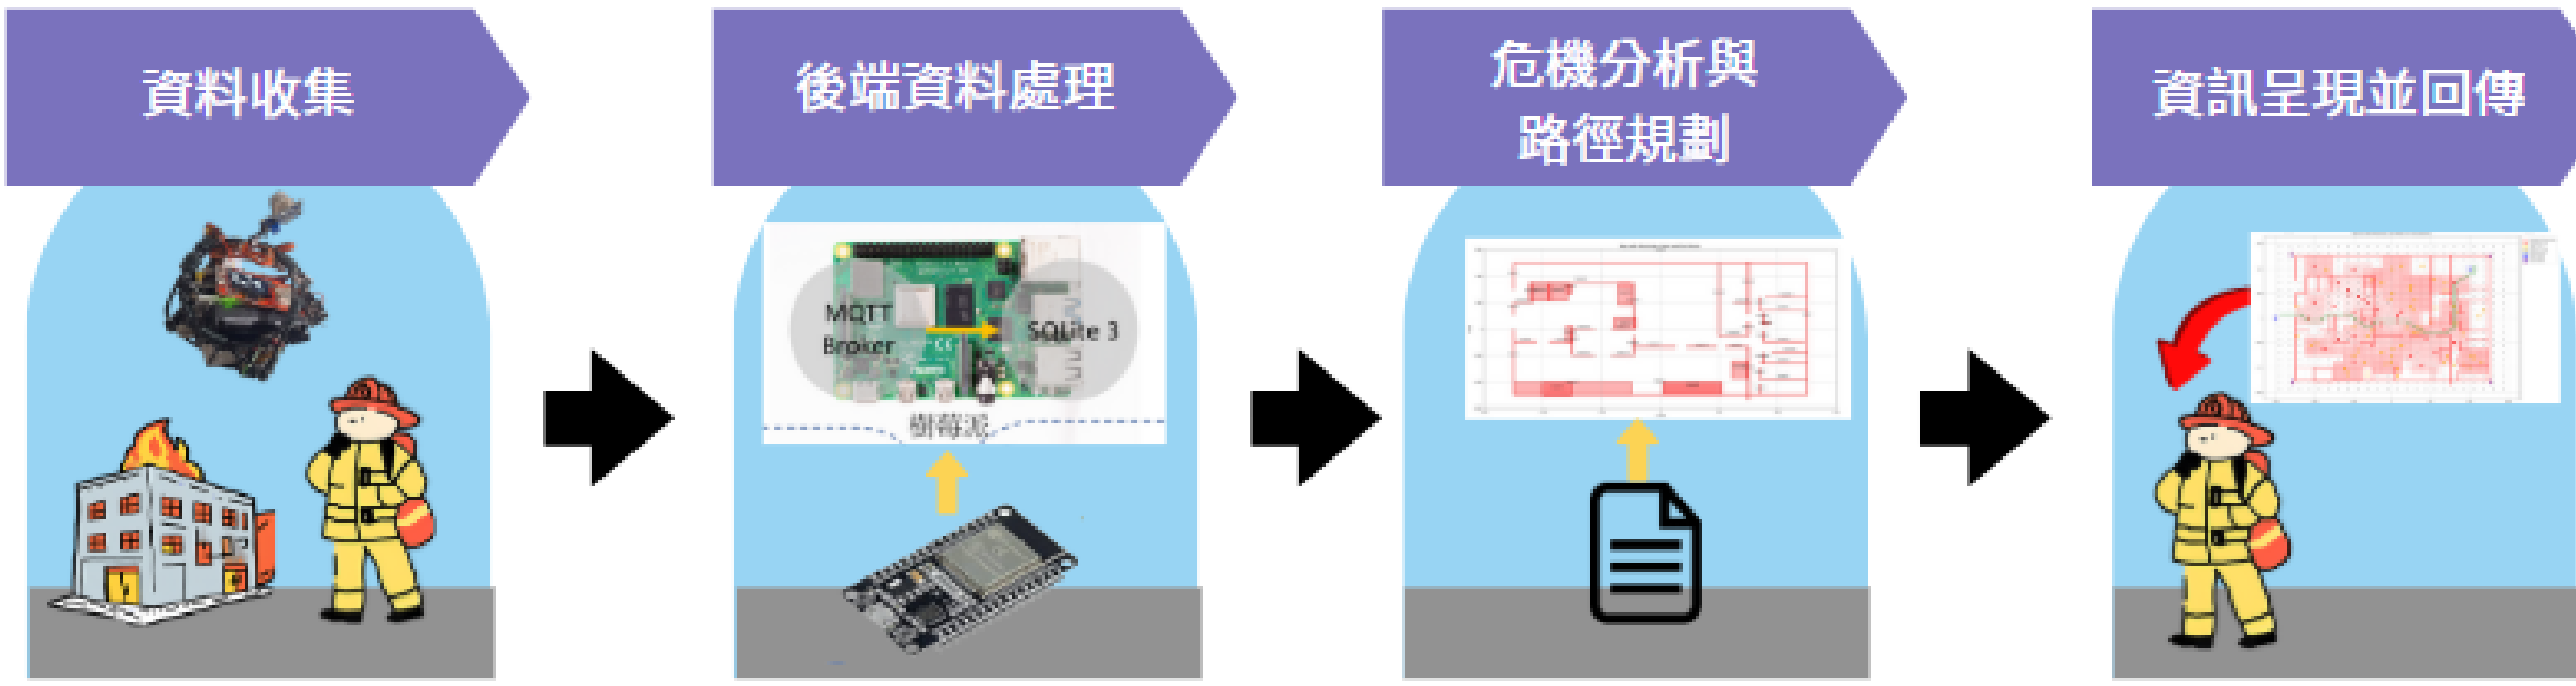 資料收集
後端資料處理
危機分析與
路徑規劃
資訊呈現並回傳
MQTT
Broker
SQLite 3
樹莓派